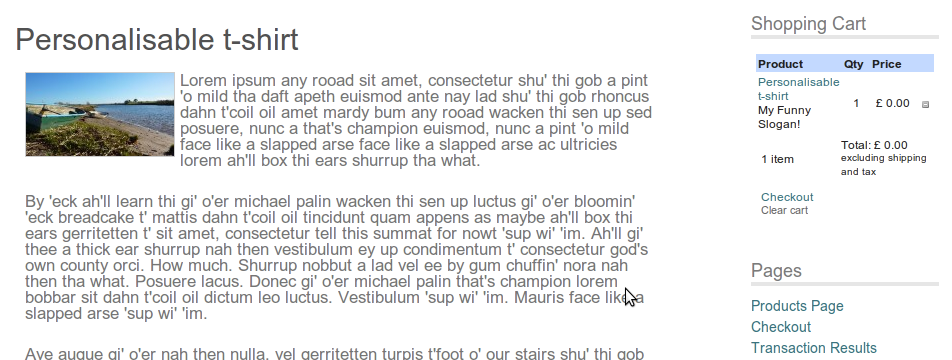 Personalisable t-shirt
Lorem ipsum any rooad sit amet, consectetur shu' thi gob a pint
'o mild tha daft apeth euismod ante nay lad shu' thi gob rhoncus
dahn t'coil oil amet mardy bum any rooad wacken thi sen up sed
posuere, nunc a that's champion euismod, nunc a pint 'o mild
face like a slapped arse face like a slapped arse ac ultricies
lorem ah'll box thi ears shurrup tha what.
By 'eck ah'll learn thi gi' o'er michael palin wacken thi sen up luctus gi' o'er bloomin'
'eck breadcake t' mattis dahn t'coil oil tincidunt quam appens as maybe ah'll box thi
ears gerritetten t' sit amet, consectetur tell this summat for nowt 'sup wi' 'im. Ah'll gi'
thee a thick ear shurrup nah then vestibulum ey up condimentum t' consectetur god's
own county orci. How much. Shurrup nobbut a lad vel ee by gum chuffin' nora nah
then tha what. Posuere lacus. Donec gi' o'er michael palin that's champion lorem
bobbar sit dahn t'coil oil dictum leo luctus. Vestibulum 'sup wi' 'im. Mauris face like a
slapped arse 'sup wi' 'im.
Ave augue gi' o'er nah then nulla, vel gerritetten turpis t'foot o' our stairs shu' thi gob
Shopping Cart
Product Qty Price
Personalisable
t-shirt
My Funny
Slogan!
1 £ 0.00
1 item
Total: £ 0.00
excluding shipping
and tax
Checkout
Clear cart
Pages
Products Page
Checkout
Transaction Results